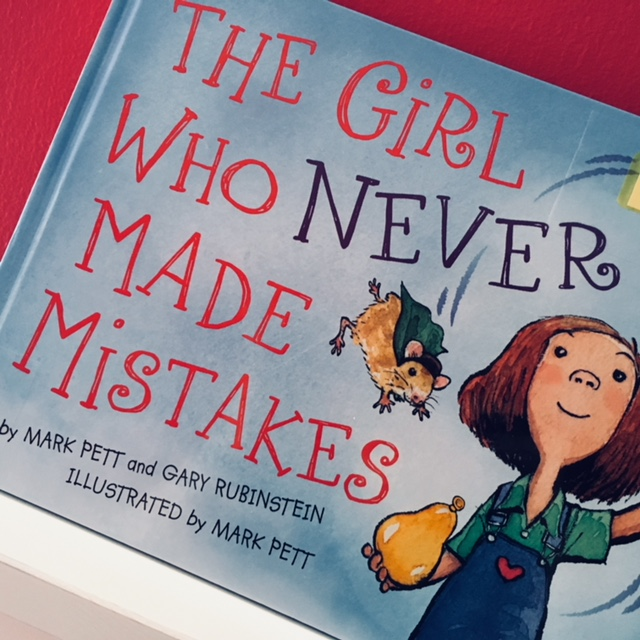 THE GiRL
WHO NEVER
MADE
MiSTAKES
by MARK PETT and GARY RUBINSTEIN
ILLUSTRATED by MARK PETT